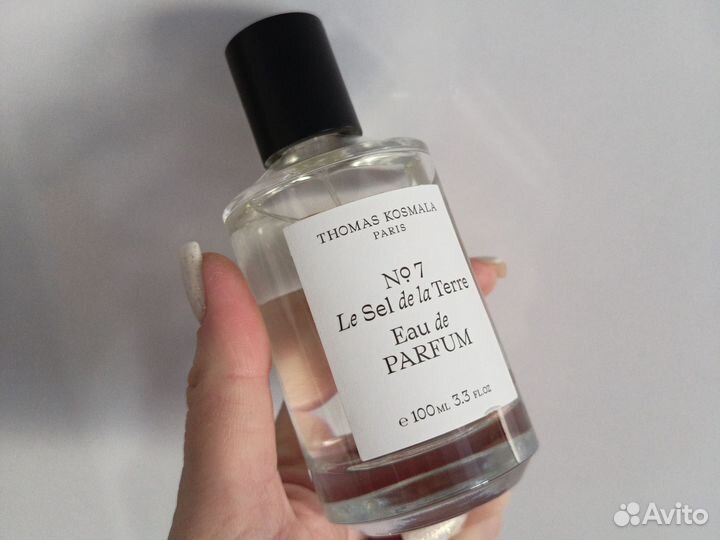 THOMAS KOSMALA
PARIS
Nº 7
Le Sel de la Terre
Eau de
PARFUM
e 100 ML 3.3 FL.OZ
Avito